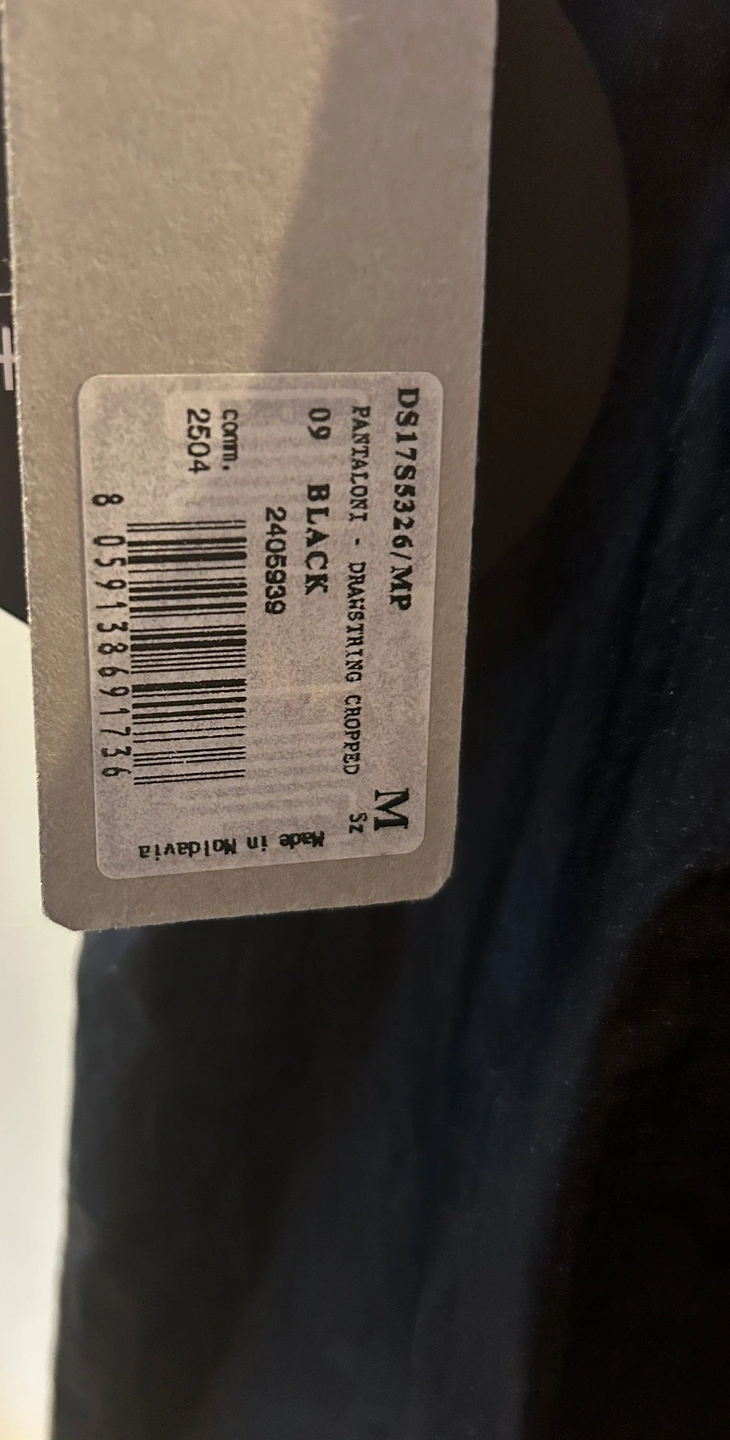 DS17S5326/MP
M
PANTALONI - DRAWSTRING CROPPED Sz
09 BLACK
2405939
comm.
2504
8 059138691736
Made in Moldavia